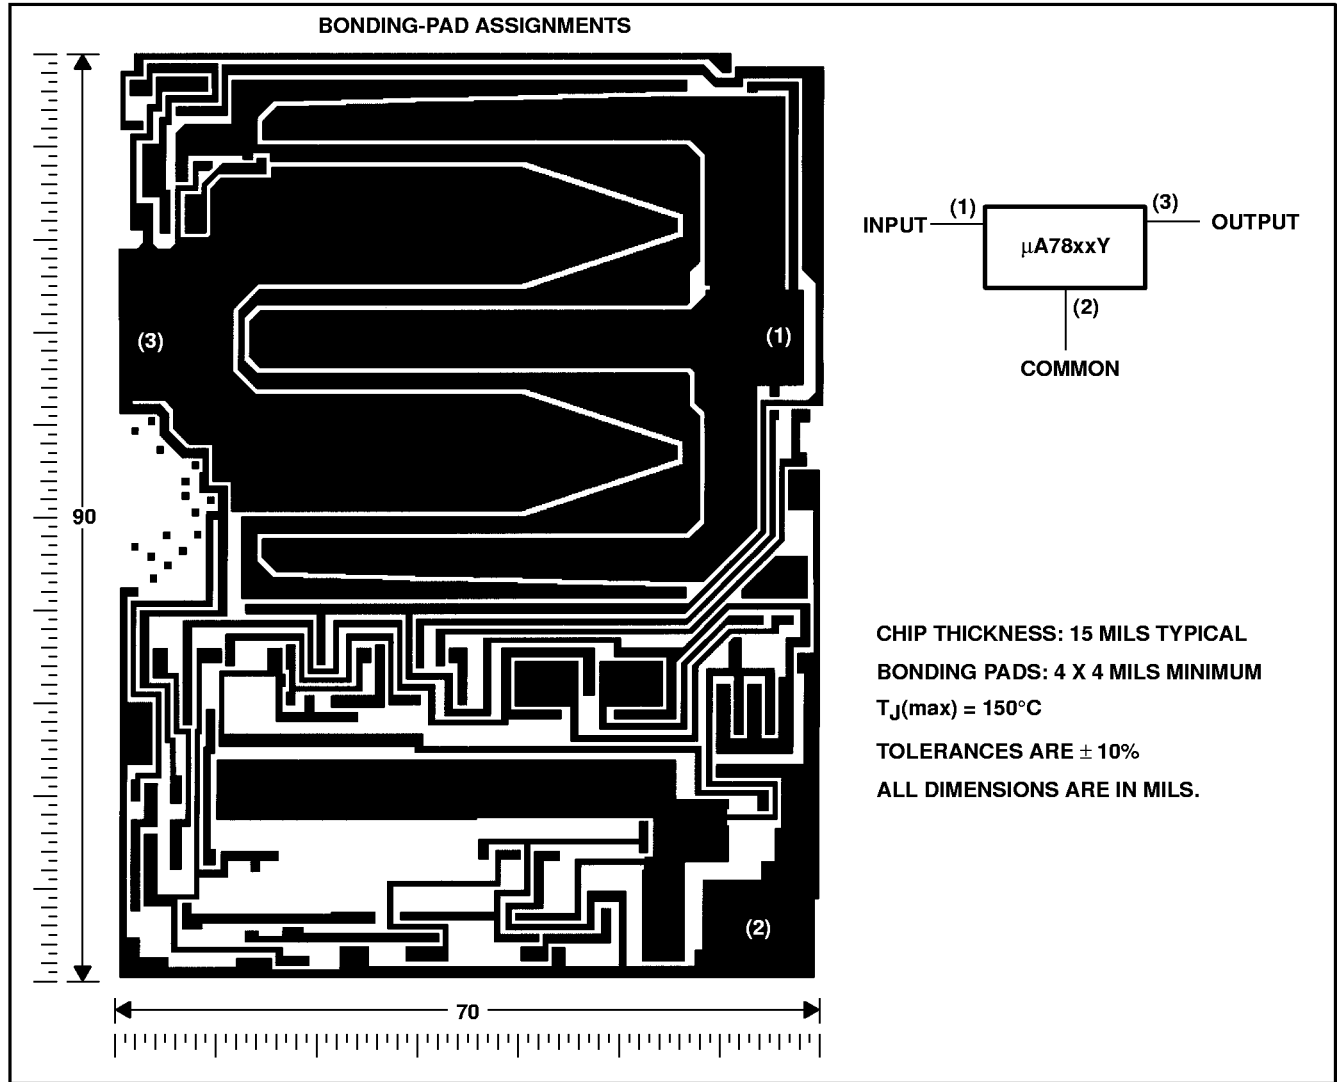 BONDING-PAD ASSIGNMENTS
(1)
(3)
INPUT
OUTPUT
μA78xxY
(2)
COMMON
(3)
(1)
90
CHIP THICKNESS: 15 MILS TYPICAL
BONDING PADS: 4 X 4 MILS MINIMUM
TJ(max) = 150°C
TOLERANCES ARE ± 10%
ALL DIMENSIONS ARE IN MILS.
(2)
70